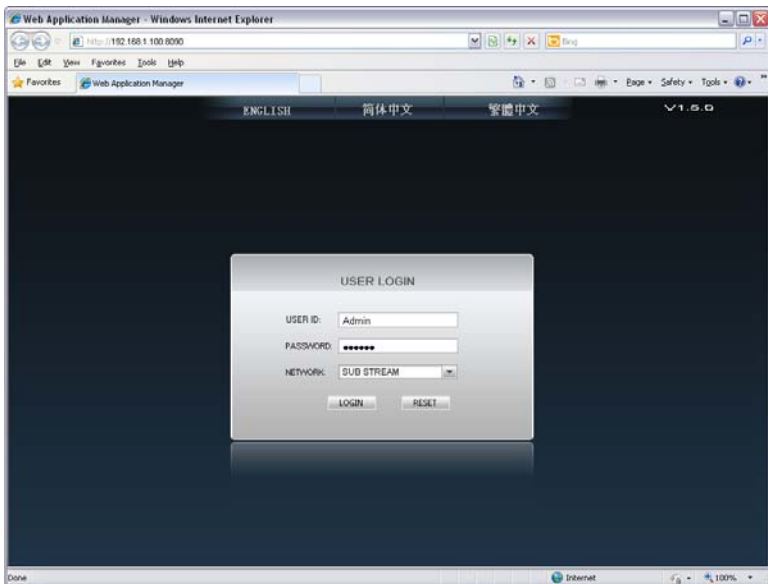 Web Application Manager - Windows Internet Explorer
http://192.168.1.100:8090
Bing
File Edit View Favorites Tools Help
Favorites Web Application Manager Page Safety Tools
ENGLISH 简体中文 繁體中文 V1.5.0
USER LOGIN
USER ID: Admin
PASSWORD: ●●●●●●
NETWORK: SUB STREAM
LOGIN RESET
Done Internet 100%